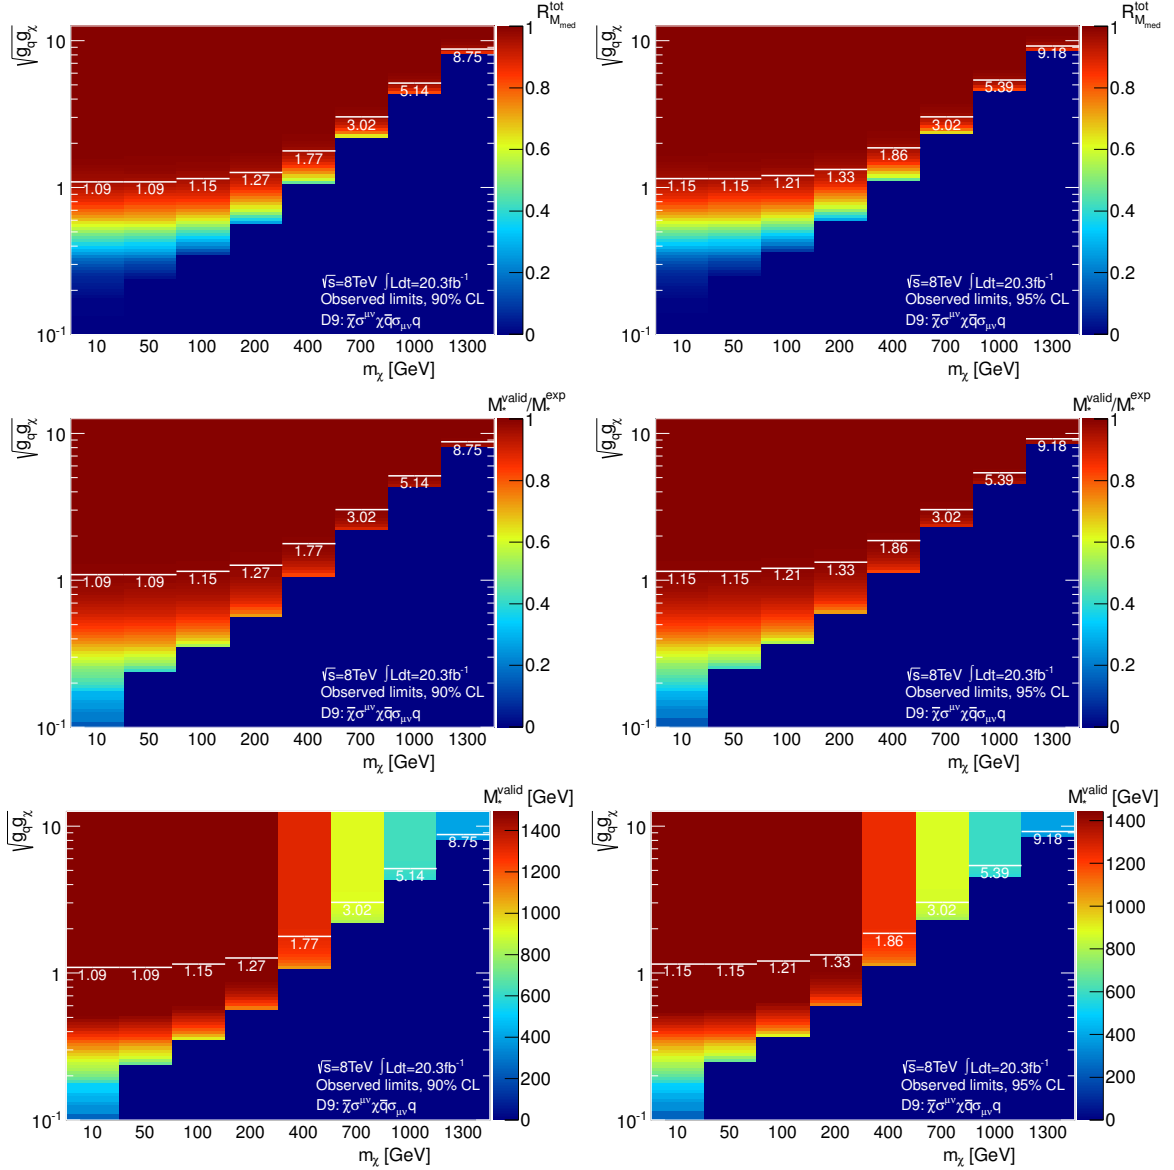 R^tot_M_med
√g_q g_χ
10
1
10^-1
1.09 1.09 1.15 1.27 1.77 3.02 5.14 8.75
√s=8TeV ∫Ldt=20.3fb^-1
Observed limits, 90% CL
D9: χ̄σ^μν χq̄σ_μν q
10 50 100 200 400 700 1000 1300
m_χ [GeV]
1
0.8
0.6
0.4
0.2
0
R^tot_M_med
√g_q g_χ
10
1
10^-1
1.15 1.15 1.21 1.33 1.86 3.02 5.39 9.18
√s=8TeV ∫Ldt=20.3fb^-1
Observed limits, 95% CL
D9: χ̄σ^μν χq̄σ_μν q
10 50 100 200 400 700 1000 1300
m_χ [GeV]
1
0.8
0.6
0.4
0.2
0
M_*^valid/M_*^exp
√g_q g_χ
10
1
10^-1
1.09 1.09 1.15 1.27 1.77 3.02 5.14 8.75
√s=8TeV ∫Ldt=20.3fb^-1
Observed limits, 90% CL
D9: χ̄σ^μν χq̄σ_μν q
10 50 100 200 400 700 1000 1300
m_χ [GeV]
1
0.8
0.6
0.4
0.2
0
M_*^valid/M_*^exp
√g_q g_χ
10
1
10^-1
1.15 1.15 1.21 1.33 1.86 3.02 5.39 9.18
√s=8TeV ∫Ldt=20.3fb^-1
Observed limits, 95% CL
D9: χ̄σ^μν χq̄σ_μν q
10 50 100 200 400 700 1000 1300
m_χ [GeV]
1
0.8
0.6
0.4
0.2
0
M_*^valid [GeV]
√g_q g_χ
10
1
10^-1
1.09 1.09 1.15 1.27 1.77 3.02 5.14 8.75
√s=8TeV ∫Ldt=20.3fb^-1
Observed limits, 90% CL
D9: χ̄σ^μν χq̄σ_μν q
10 50 100 200 400 700 1000 1300
m_χ [GeV]
1400
1200
1000
800
600
400
200
0
M_*^valid [GeV]
√g_q g_χ
10
1
10^-1
1.15 1.15 1.21 1.33 1.86 3.02 5.39 9.18
√s=8TeV ∫Ldt=20.3fb^-1
Observed limits, 95% CL
D9: χ̄σ^μν χq̄σ_μν q
10 50 100 200 400 700 1000 1300
m_χ [GeV]
1400
1200
1000
800
600
400
200
0